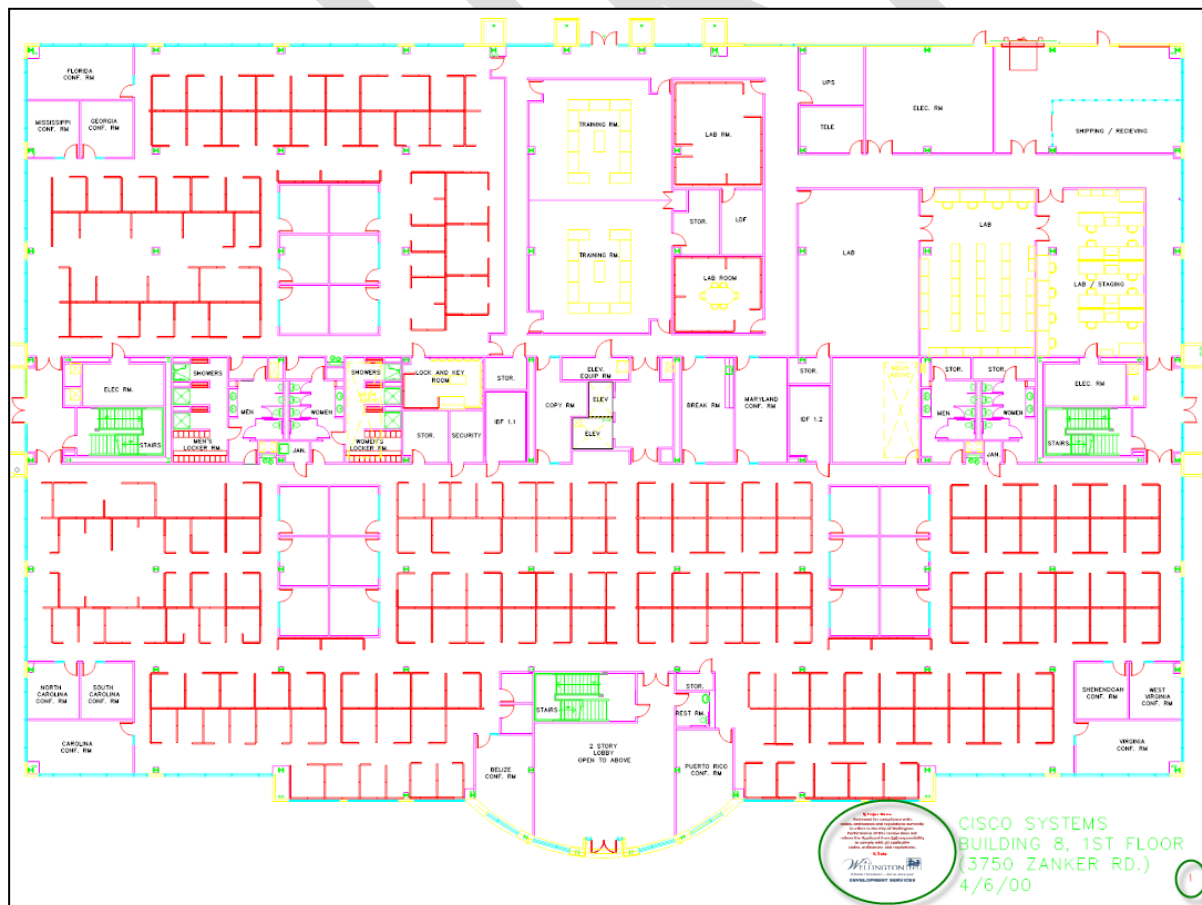 FLORIDA
CONF. RM
MISSISSIPPI
CONF. RM
GEORGIA
CONF. RM
TRAINING RM.
LAB RM.
UPS
TELE
ELEC. RM
SHIPPING / RECIEVING
STOR.
TRAINING RM.
LAB ROOM
LAB
LAB
LAB / STAGING
ELEC RM.
STAIRS
SHOWERS
MEN'S
LOCKER RM.
MEN
WOMEN
JAN.
SHOWERS
WOMEN'S
LOCKER RM.
LOCK AND KEY
ROOM
STOR.
STOR.
SECURITY
IDF 1.1
COPY RM
ELEV.
EQUIP RM
ELEV
ELEV
BREAK RM
MARYLAND
CONF. RM
STOR.
IDF 1.2
STOR.
STOR.
MEN
WOMEN
JAN.
ELEC. RM
STAIRS
NORTH
CAROLINA
CONF. RM
SOUTH
CAROLINA
CONF. RM
CAROLINA
CONF. RM
STAIRS
BELIZE
CONF. RM
2 STORY
LOBBY
OPEN TO ABOVE
STOR.
REST RM.
PUERTO RICO
CONF. RM
SHENENDOAH
CONF. RM
WEST
VIRGINIA
CONF. RM
VIRGINIA
CONF. RM
WELLINGTON
DEVELOPMENT SERVICES
CISCO SYSTEMS
BUILDING 8, 1ST FLOOR
(3750 ZANKER RD.)
4/6/00
1